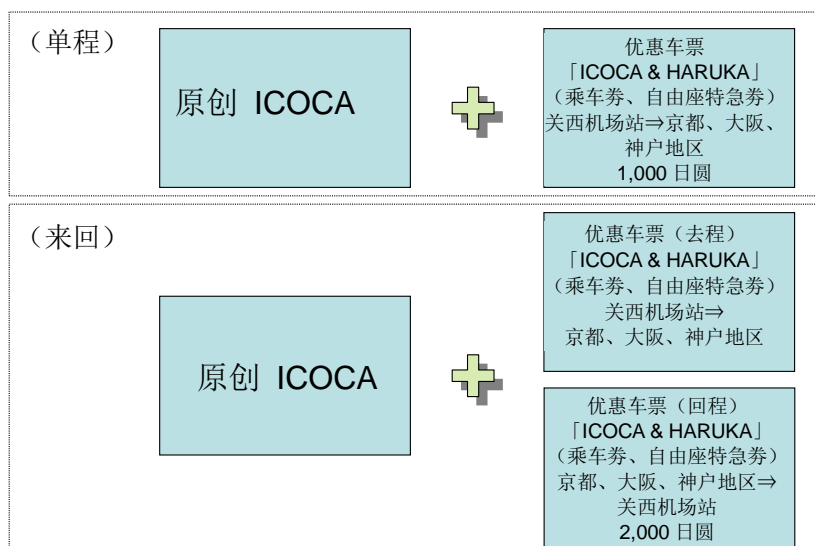 （单程）
原创 ICOCA
优惠车票
「ICOCA & HARUKA」
（乘车券、自由座特急券）
关西机场站⇒京都、大阪、
神户地区
1,000 日圆
（来回）
原创 ICOCA
优惠车票（去程）
「ICOCA & HARUKA」
（乘车券、自由座特急券）
关西机场站⇒
京都、大阪、神户地区
优惠车票（回程）
「ICOCA & HARUKA」
（乘车券、自由座特急券）
京都、大阪、神户地区⇒
关西机场站
2,000 日圆